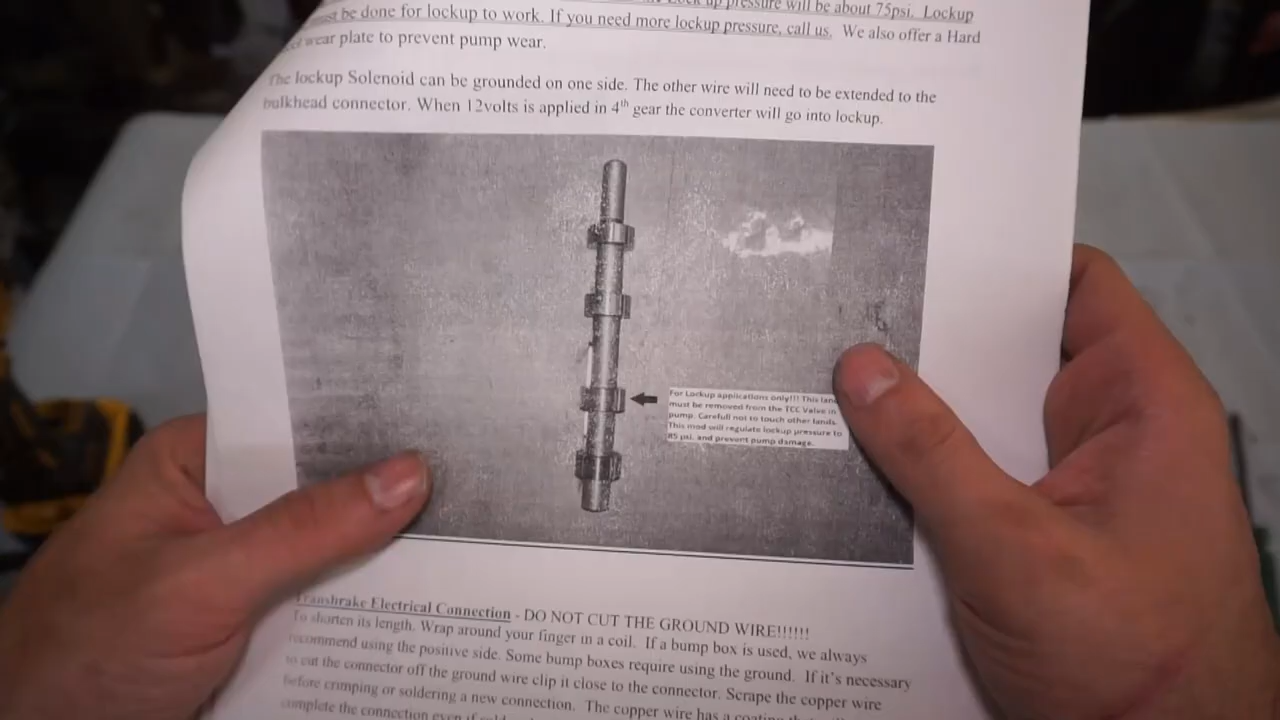 up pressure will be about 75psi. Lockup
must be done for lockup to work. If you need more lockup pressure, call us. We also offer a Hard
wear plate to prevent pump wear.
The lockup Solenoid can be grounded on one side. The other wire will need to be extended to the
bulkhead connector. When 12volts is applied in 4th gear the converter will go into lockup.
For Lockup applications only!!! This land
must be removed from the TCC Valve in
pump. Carefull not to touch other lands.
This mod will regulate lockup pressure to
85 psi. and prevent pump damage.
Transbrake Electrical Connection - DO NOT CUT THE GROUND WIRE!!!!!!
To shorten its length. Wrap around your finger in a coil. If a bump box is used, we always
recommend using the positive side. Some bump boxes require using the ground. If it's necessary
to cut the connector off the ground wire clip it close to the connector. Scrape the copper wire
before crimping or soldering a new connection. The copper wire has a coating
complete the connection even if